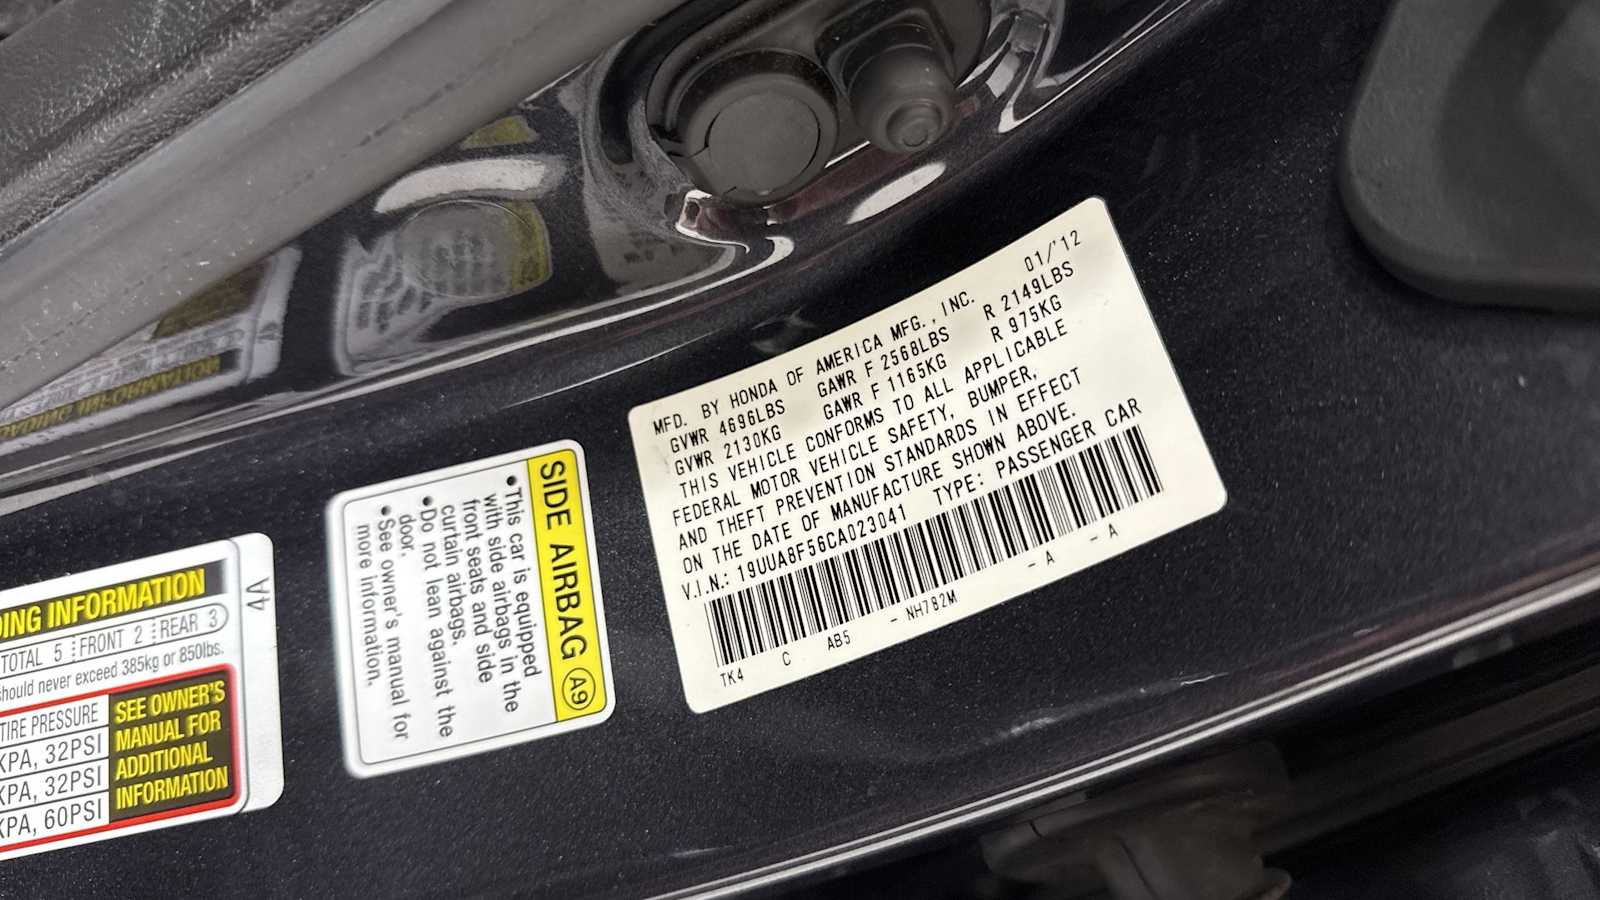 MFD. BY HONDA OF AMERICA MFG., INC. 01/'12
GVWR 4696LBS GAWR F 2568LBS R 2149LBS
GVWR 2130KG GAWR F 1165KG R 975KG
THIS VEHICLE CONFORMS TO ALL APPLICABLE
FEDERAL MOTOR VEHICLE SAFETY, BUMPER,
AND THEFT PREVENTION STANDARDS IN EFFECT
ON THE DATE OF MANUFACTURE SHOWN ABOVE.
V.I.N.: 19UUA8F56CA023041 TYPE: PASSENGER CAR
TK4 C AB5 - NH782M - A - A
SIDE AIRBAG A9
•This car is equipped
with side airbags in the
front seats and side
curtain airbags.
•Do not lean against the
door.
•See owner's manual for
more information.
4A
INFORMATION
TOTAL 5 FRONT 2 REAR 3
should never exceed 385kg or 850lbs.
TIRE PRESSURE
KPA, 32PSI
KPA, 32PSI
KPA, 60PSI
SEE OWNER'S
MANUAL FOR
ADDITIONAL
INFORMATION